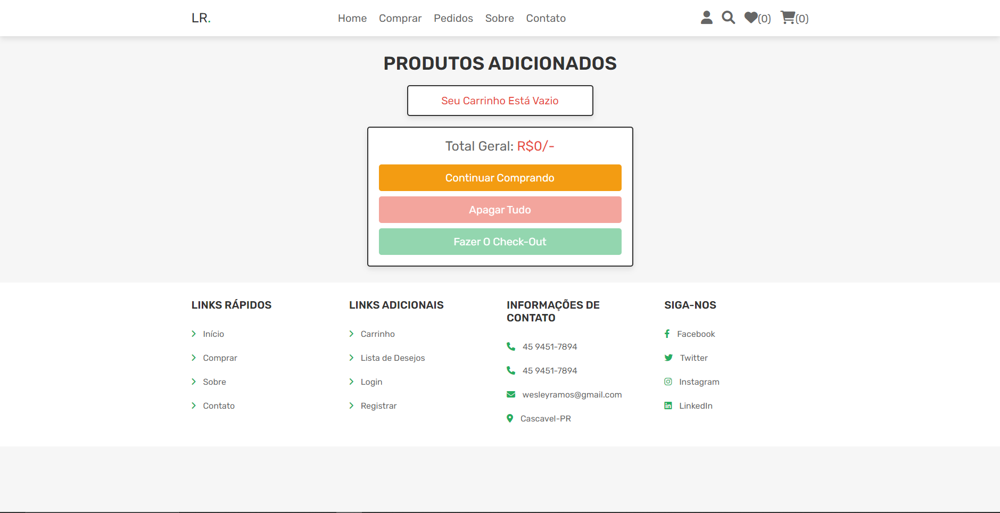 LR.
Home Comprar Pedidos Sobre Contato
(0) (0)
PRODUTOS ADICIONADOS
Seu Carrinho Está Vazio
Total Geral: R$0/-
Continuar Comprando
Apagar Tudo
Fazer O Check-Out
LINKS RÁPIDOS
Início
Comprar
Sobre
Contato
LINKS ADICIONAIS
Carrinho
Lista de Desejos
Login
Registrar
INFORMAÇÕES DE
CONTATO
45 9451-7894
45 9451-7894
wesleyramos@gmail.com
Cascavel-PR
SIGA-NOS
Facebook
Twitter
Instagram
LinkedIn